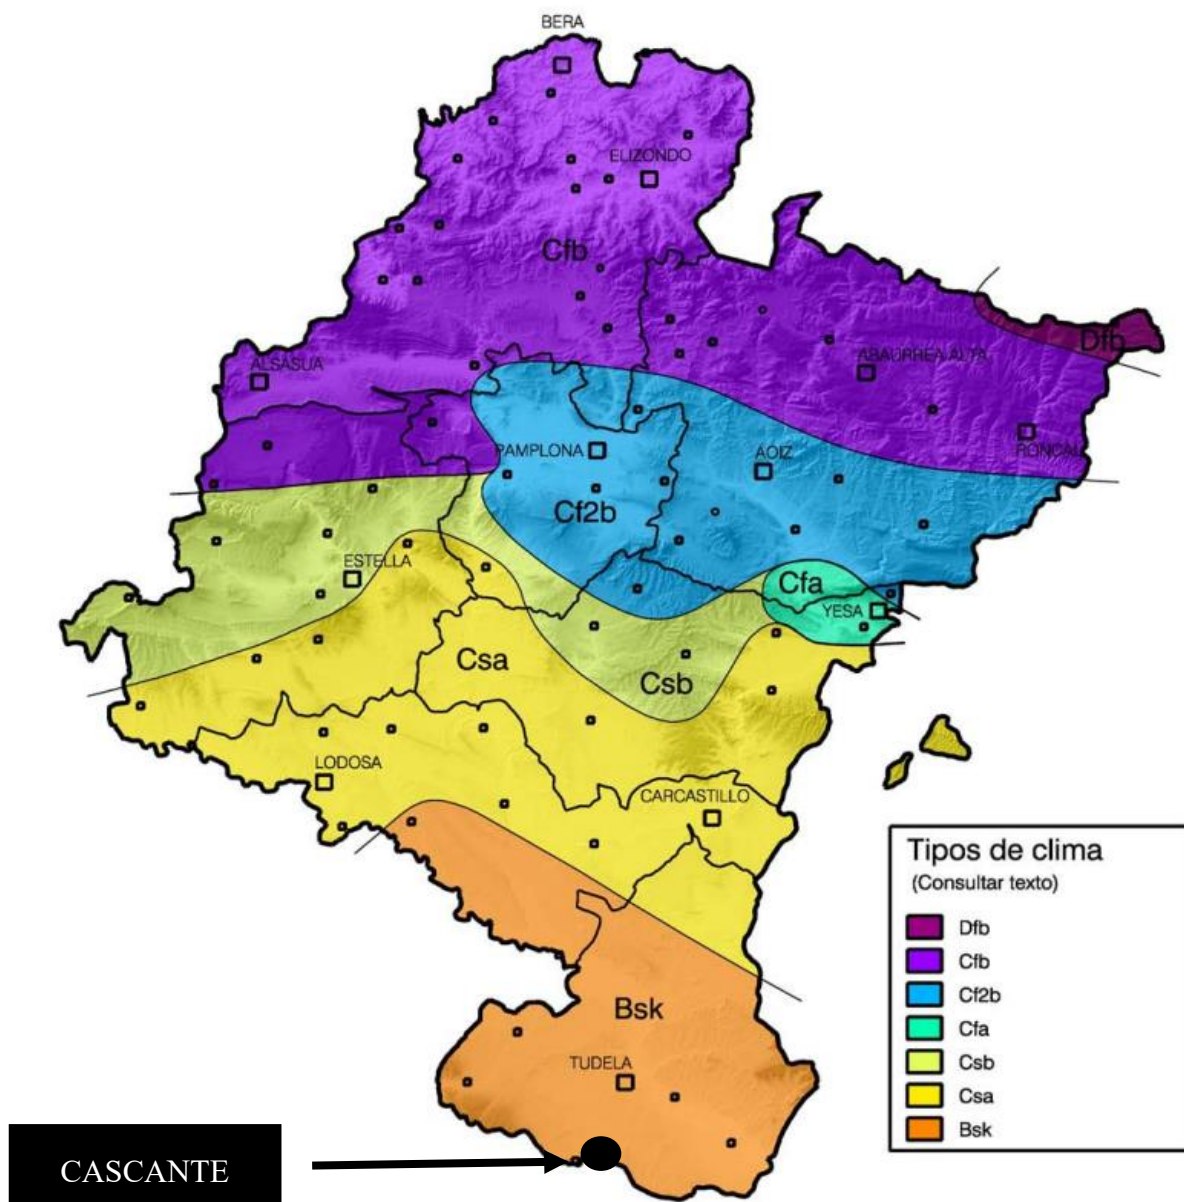 BERA
ELIZONDO
Cfb
Dfb
ALSASUA
ABAURREA ALTA
PAMPLONA
AOIZ
RONCAL
Cf2b
ESTELLA
Cfa
YESA
Csa
Csb
LODOSA
CARCASTILLO
Tipos de clima
(Consultar texto)
Dfb
Cfb
Cf2b
Cfa
Csb
Csa
Bsk
Bsk
TUDELA
CASCANTE